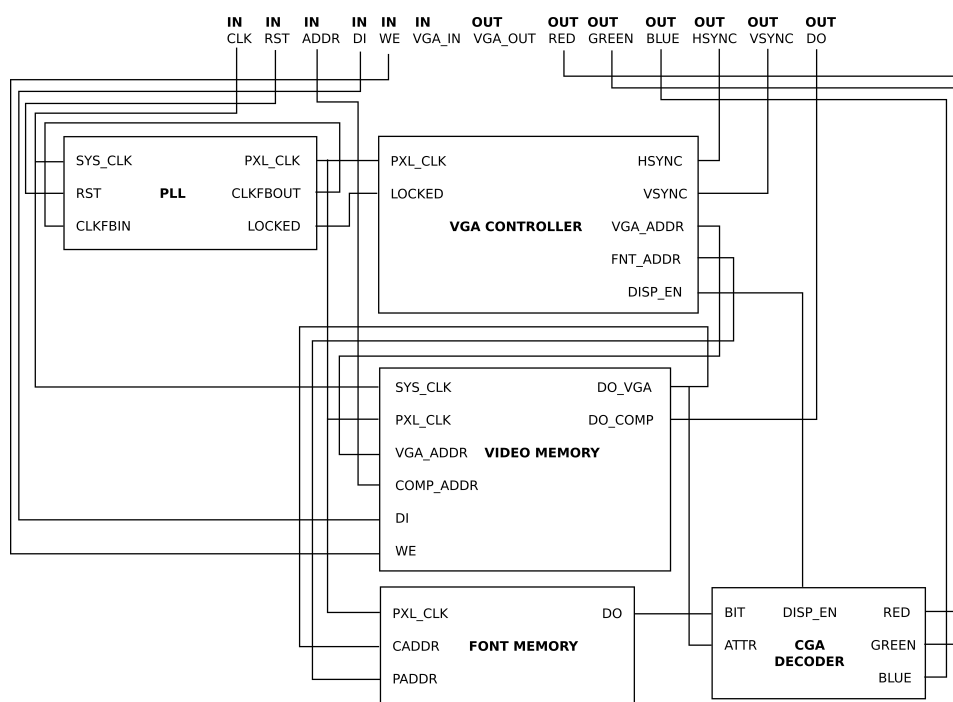 IN IN IN IN IN IN OUT OUT OUT OUT OUT OUT OUT
CLK RST ADDR DI WE VGA_IN VGA_OUT RED GREEN BLUE HSYNC VSYNC DO
SYS_CLK PXL_CLK
RST PLL CLKFBOUT
CLKFBIN LOCKED
PXL_CLK HSYNC
LOCKED VSYNC
VGA CONTROLLER VGA_ADDR
FNT_ADDR
DISP_EN
SYS_CLK DO_VGA
PXL_CLK DO_COMP
VGA_ADDR VIDEO MEMORY
COMP_ADDR
DI
WE
PXL_CLK DO
CADDR FONT MEMORY
PADDR
BIT DISP_EN RED
ATTR CGA GREEN
DECODER
BLUE